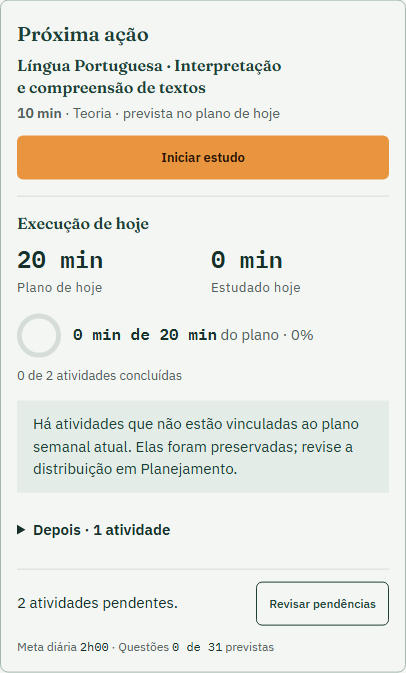 Próxima ação
Língua Portuguesa · Interpretação
e compreensão de textos
10 min · Teoria · prevista no plano de hoje
Iniciar estudo
Execução de hoje
20 min
0 min
Plano de hoje
Estudado hoje
0 min de 20 min do plano · 0%
0 de 2 atividades concluídas
Há atividades que não estão vinculadas ao plano
semanal atual. Elas foram preservadas; revise a
distribuição em Planejamento.
Depois · 1 atividade
2 atividades pendentes.
Revisar pendências
Meta diária 2h00 · Questões 0 de 31 previstas